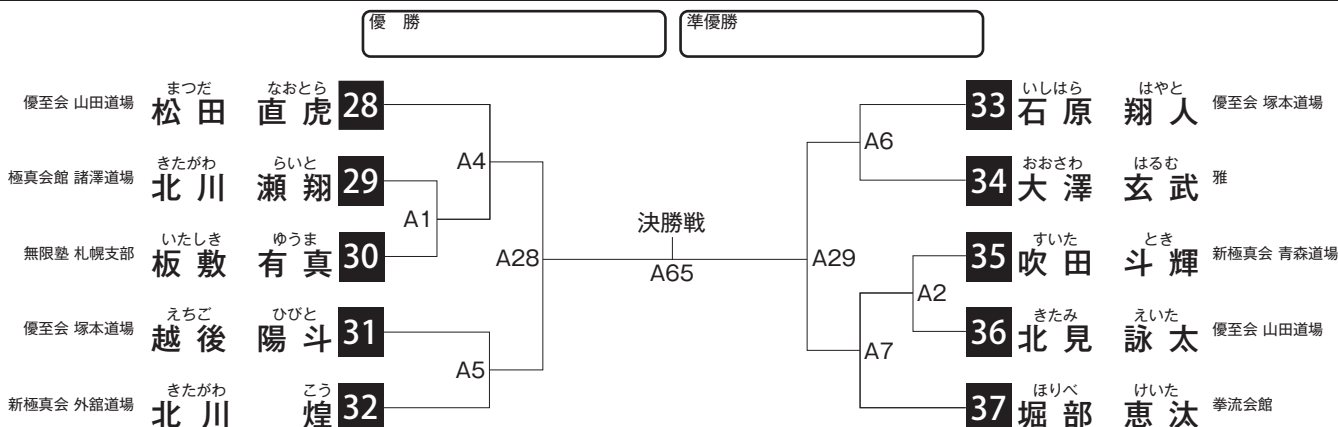 優　勝
準優勝
まつだ　なおとら
優至会 山田道場 松田 直虎 28
きたがわ　らいと
極真会館 諸澤道場 北川 瀬翔 29
いたしき　ゆうま
無限塾 札幌支部 板敷 有真 30
えちご　ひびと
優至会 塚本道場 越後 陽斗 31
きたがわ　こう
新極真会 外舘道場 北川 煌 32
A4
A1
A28
A5
決勝戦
A65
A29
A6
A2
A7
いしはら　はやと
33 石原 翔人 優至会 塚本道場
おおさわ　はるむ
34 大澤 玄武 雅
すいた　とき
35 吹田 斗輝 新極真会 青森道場
きたみ　えいた
36 北見 詠太 優至会 山田道場
ほりべ　けいた
37 堀部 恵汰 拳流会館